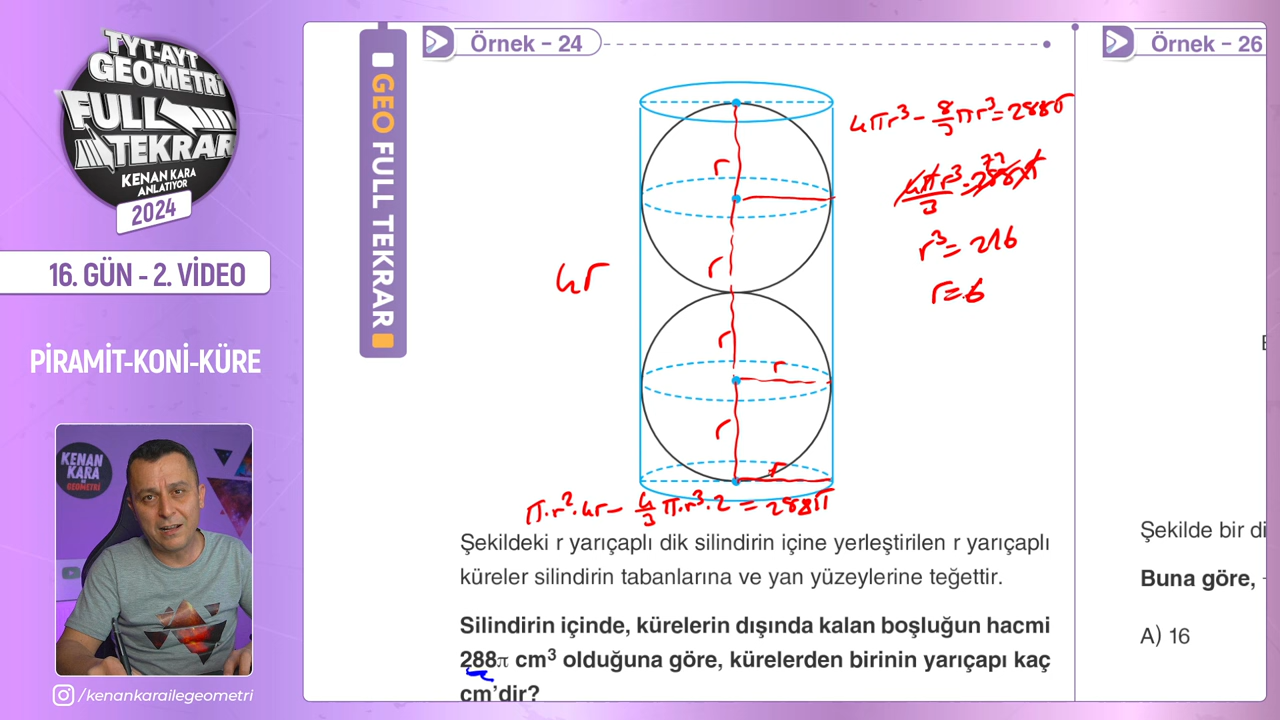 TYT-AYT
GEOMETRİ
FULL
TEKRAR
KENAN KARA
ANLATIYOR
2024
16. GÜN - 2. VİDEO
PİRAMİT-KONİ-KÜRE
KENAN
KARA
GEOMETRİ
/kenankarailegeometri
GEO FULL TEKRAR
Örnek – 24
r
r
4r
r
r
r
r
π·r²·4r − 4/3 π·r³·2 = 288π
4πr³ − 8/3 πr³ = 288π
4πr³/3 = 288π
72
r³ = 216
r = 6
Şekildeki r yarıçaplı dik silindirin içine yerleştirilen r yarıçaplı
küreler silindirin tabanlarına ve yan yüzeylerine teğettir.
Silindirin içinde, kürelerin dışında kalan boşluğun hacmi
288π cm³ olduğuna göre, kürelerden birinin yarıçapı kaç
cm'dir?
Örnek – 26
Şekilde bir di
Buna göre,
A) 16